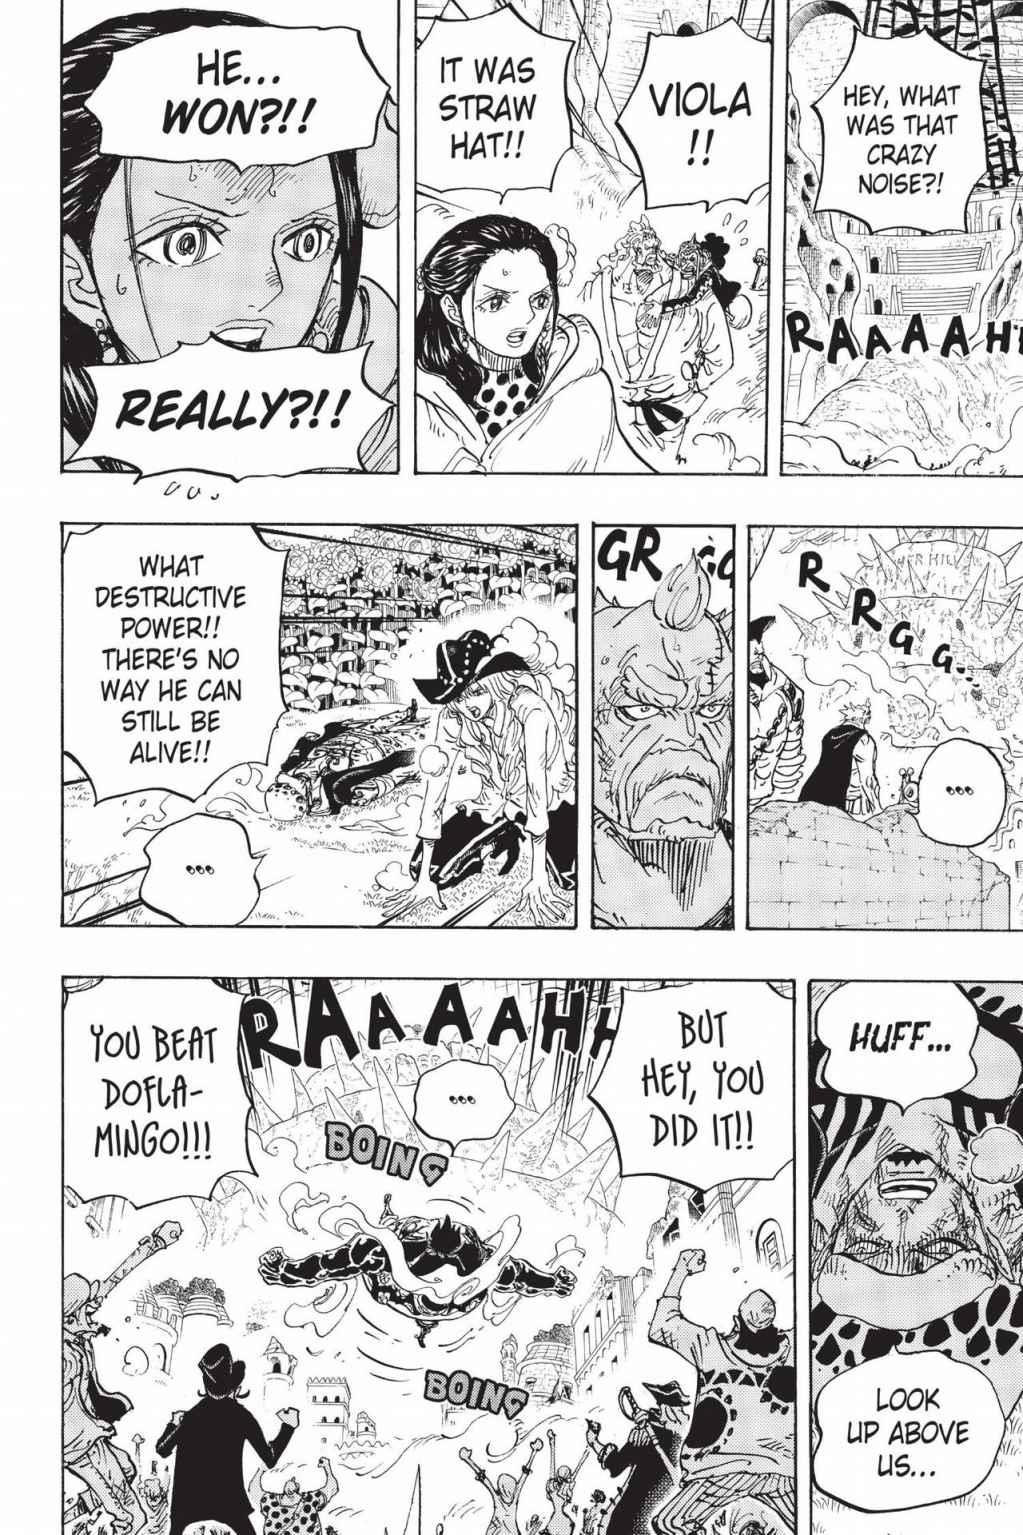 HEY, WHAT
WAS THAT
CRAZY
NOISE?!
RAAAAH
VIOLA
!!
IT WAS
STRAW
HAT!!
HE...
WON?!!
REALLY?!!
RRGG...
...
GR
GG
WHAT
DESTRUCTIVE
POWER!!
THERE'S NO
WAY HE CAN
STILL BE
ALIVE!!
...
HUFF...
LOOK
UP ABOVE
US...
BUT
HEY, YOU
DID IT!!
RAAAAHH
...
BOING
BOING
YOU BEAT
DOFLA-
MINGO!!!